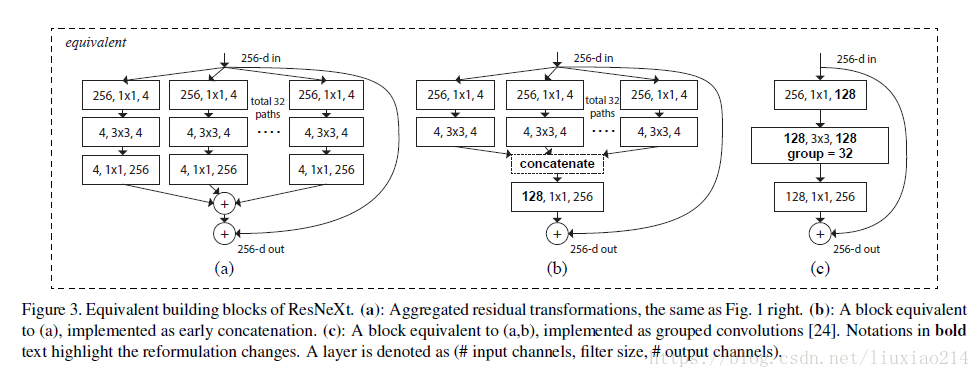 equivalent
256-d in
256, 1x1, 4
256, 1x1, 4
256, 1x1, 4
total 32
paths
4, 3x3, 4
4, 3x3, 4
....
4, 3x3, 4
4, 1x1, 256
4, 1x1, 256
4, 1x1, 256
+
+
256-d out
(a)
256-d in
256, 1x1, 4
256, 1x1, 4
256, 1x1, 4
total 32
paths
4, 3x3, 4
4, 3x3, 4
....
4, 3x3, 4
concatenate
128, 1x1, 256
+
256-d out
(b)
256-d in
256, 1x1, 128
128, 3x3, 128
group = 32
128, 1x1, 256
+
256-d out
(c)
Figure 3. Equivalent building blocks of ResNeXt. (a): Aggregated residual transformations, the same as Fig. 1 right. (b): A block equivalent
to (a), implemented as early concatenation. (c): A block equivalent to (a,b), implemented as grouped convolutions [24]. Notations in bold
text highlight the reformulation changes. A layer is denoted as (# input channels, filter size, # output channels).
https://blog.csdn.net/liuxiao214